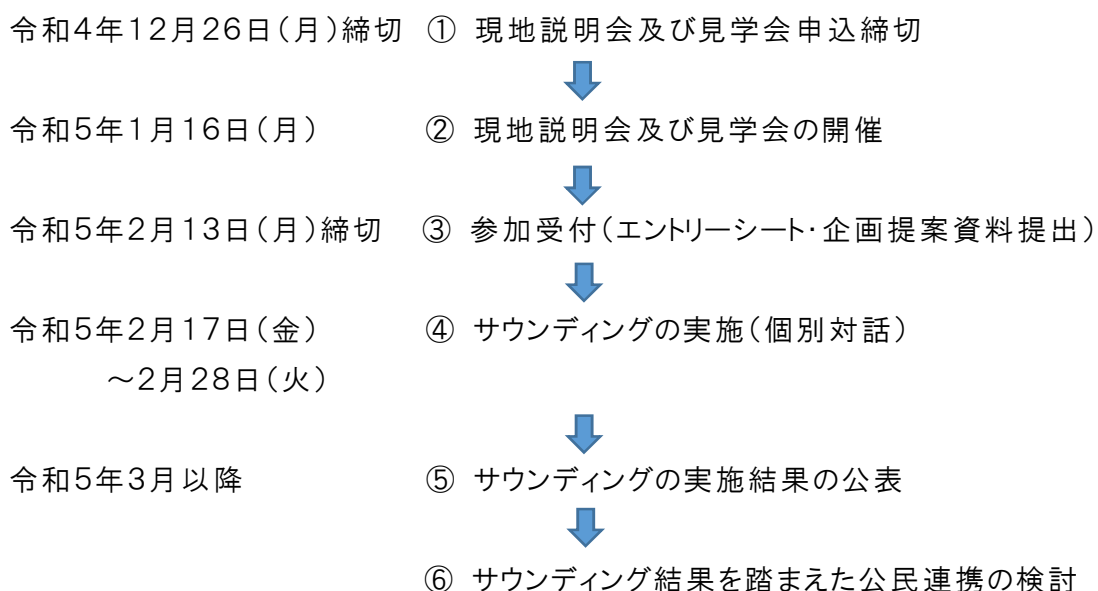 令和4年12月26日(月)締切 ① 現地説明会及び見学会申込締切
令和5年1月16日(月) ② 現地説明会及び見学会の開催
令和5年2月13日(月)締切 ③ 参加受付(エントリーシート・企画提案資料提出)
令和5年2月17日(金) ④ サウンディングの実施(個別対話)
～2月28日(火)
令和5年3月以降 ⑤ サウンディングの実施結果の公表
⑥ サウンディング結果を踏まえた公民連携の検討